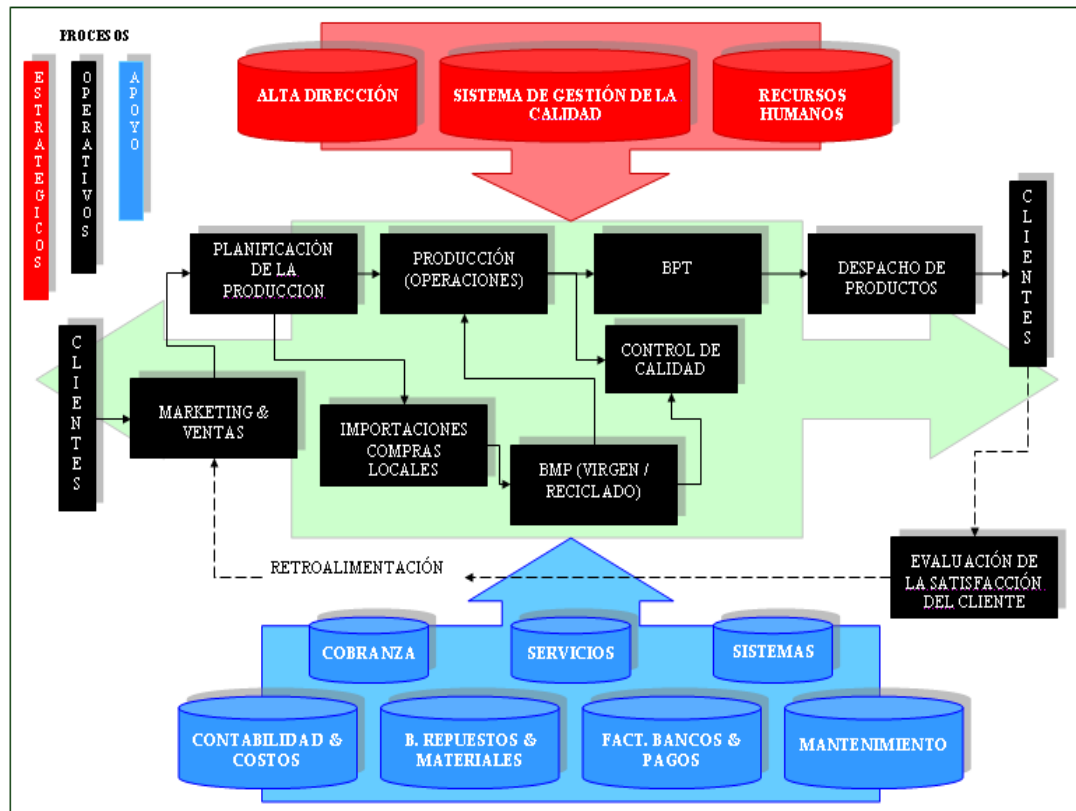 PROCESOS
ESTRATEGICOS
OPERATIVOS
APOYO
ALTA DIRECCIÓN
SISTEMA DE GESTIÓN DE LA
CALIDAD
RECURSOS
HUMANOS
PLANIFICACIÓN
DE LA
PRODUCCION
PRODUCCIÓN
(OPERACIONES)
BPT
DESPACHO DE
PRODUCTOS
CLIENTES
CLIENTES
MARKETING &
VENTAS
CONTROL DE
CALIDAD
IMPORTACIONES
COMPRAS
LOCALES
BMP (VIRGEN /
RECICLADO)
RETROALIMENTACIÓN
EVALUACIÓN DE
LA SATISFACCIÓN
DEL CLIENTE
COBRANZA
SERVICIOS
SISTEMAS
CONTABILIDAD &
COSTOS
B. REPUESTOS &
MATERIALES
FACT. BANCOS &
PAGOS
MANTENIMIENTO